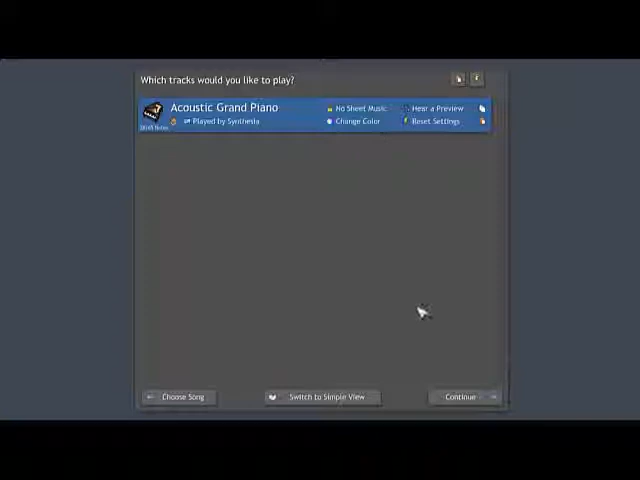 Which tracks would you like to play?
Acoustic Grand Piano
No Sheet Music
Hear a Preview
Played by Synthesia
Change Color
Reset Settings
Choose Song
Switch to Simple View
Continue